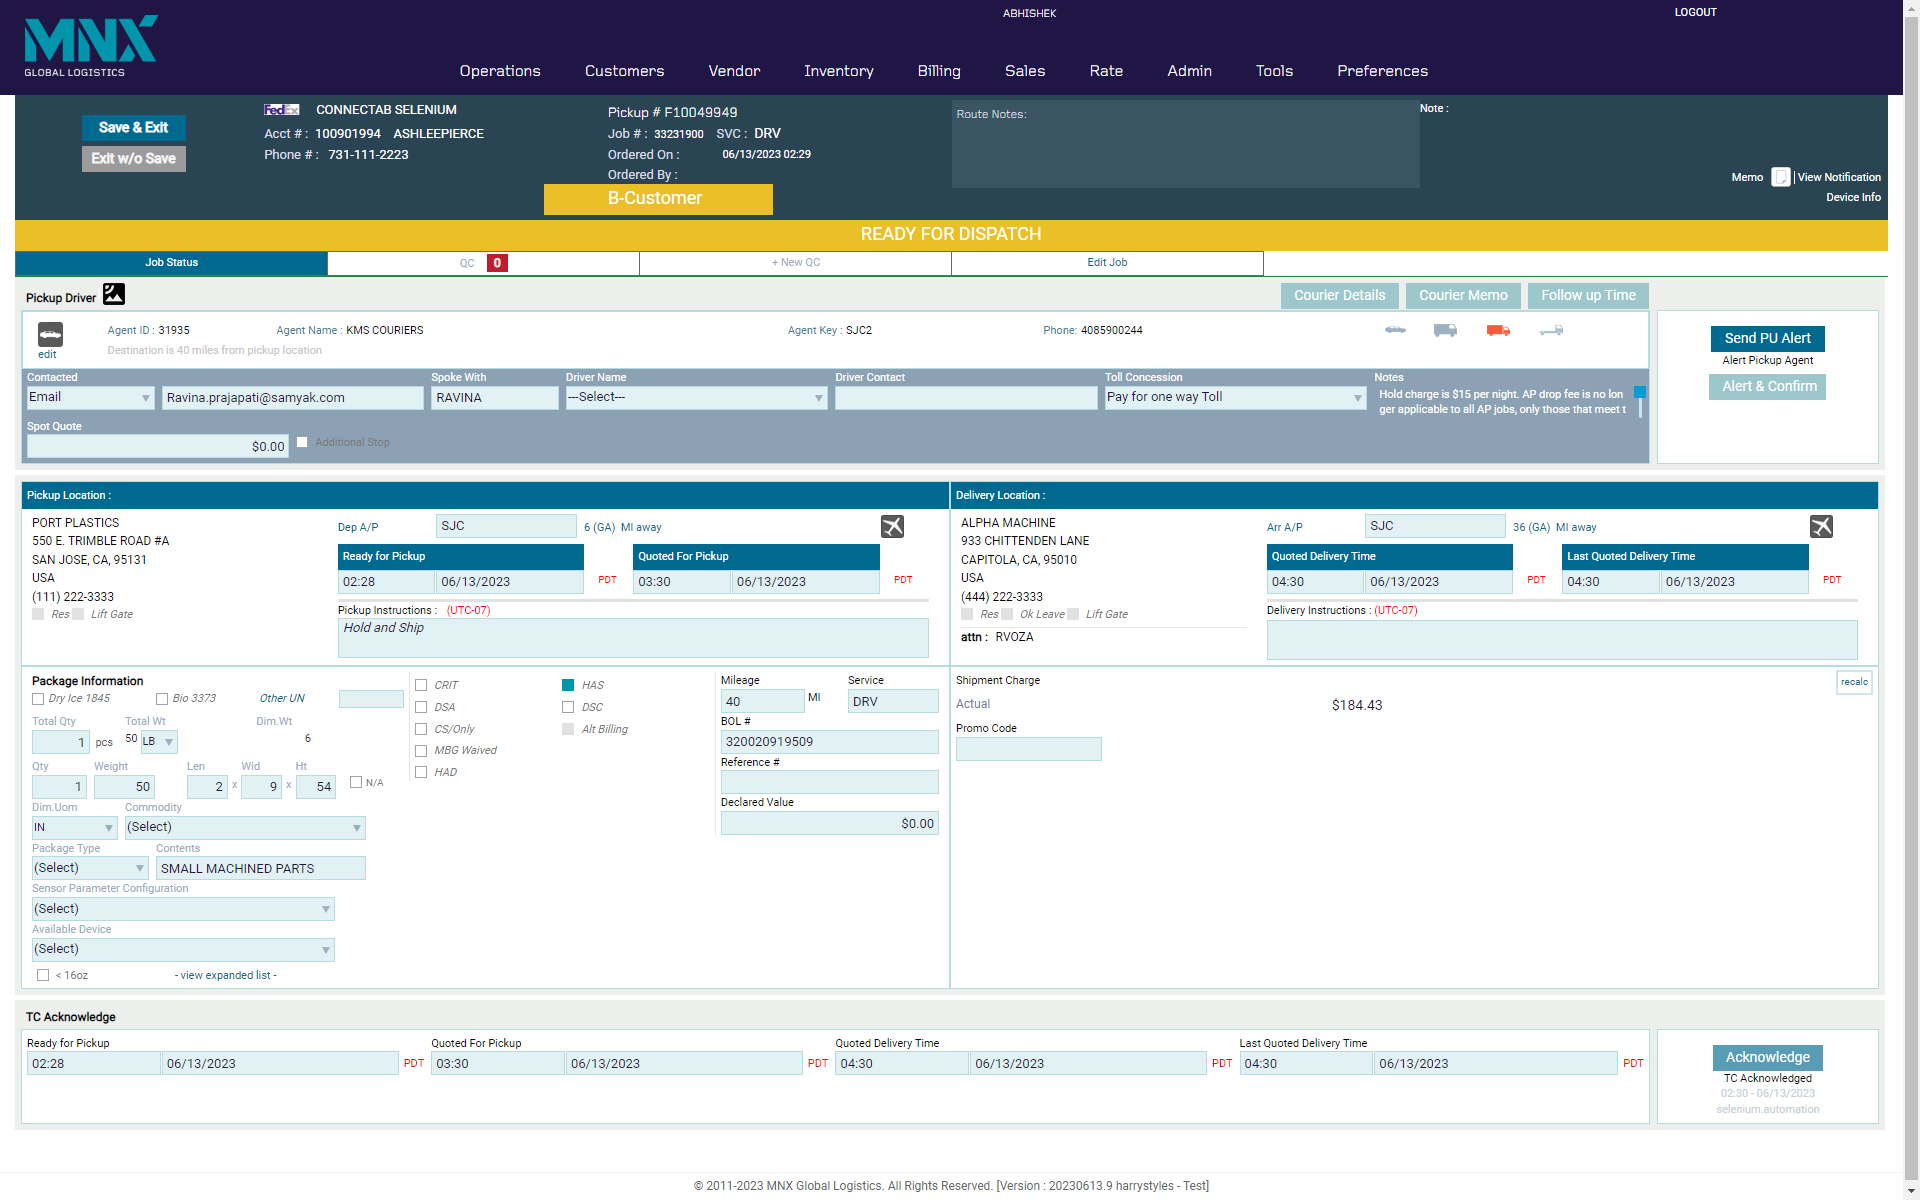 MNX
GLOBAL LOGISTICS
ABHISHEK
LOGOUT
Operations Customers Vendor Inventory Billing Sales Rate Admin Tools Preferences
Save & Exit
Exit w/o Save
FedEx CONNECTAB SELENIUM
Acct # : 100901994 ASHLEEPIERCE
Phone # : 731-111-2223
Pickup # F10049949
Job # : 33231900 SVC : DRV
Ordered On : 06/13/2023 02:29
Ordered By :
B-Customer
Route Notes:
Note :
Memo | View Notification
Device Info
READY FOR DISPATCH
Job Status QC 0 + New QC Edit Job
Pickup Driver
Courier Details Courier Memo Follow up Time
edit
Agent ID : 31935 Agent Name : KMS COURIERS Agent Key : SJC2 Phone: 4085900244
Destination is 40 miles from pickup location
Send PU Alert
Alert Pickup Agent
Alert & Confirm
Contacted Spoke With Driver Name Driver Contact Toll Concession Notes
Email Ravina.prajapati@samyak.com RAVINA ---Select--- Pay for one way Toll
Hold charge is $15 per night. AP drop fee is no lon
ger applicable to all AP jobs, only those that meet t
Spot Quote
$0.00 Additional Stop
Pickup Location :
PORT PLASTICS
550 E. TRIMBLE ROAD #A
SAN JOSE, CA, 95131
USA
(111) 222-3333
Res Lift Gate
Dep A/P SJC 6 (GA) MI away
Ready for Pickup Quoted For Pickup
02:28 06/13/2023 PDT 03:30 06/13/2023 PDT
Pickup Instructions : (UTC-07)
Hold and Ship
Delivery Location :
ALPHA MACHINE
933 CHITTENDEN LANE
CAPITOLA, CA, 95010
USA
(444) 222-3333
Res Ok Leave Lift Gate
attn : RVOZA
Arr A/P SJC 36 (GA) MI away
Quoted Delivery Time Last Quoted Delivery Time
04:30 06/13/2023 PDT 04:30 06/13/2023 PDT
Delivery Instructions : (UTC-07)
Package Information
Dry Ice 1845 Bio 3373 Other UN
Total Qty Total Wt Dim.Wt
1 pcs 50 LB 6
Qty Weight Len Wid Ht
1 50 2 x 9 x 54 N/A
Dim.Uom Commodity
IN (Select)
Package Type Contents
(Select) SMALL MACHINED PARTS
Sensor Parameter Configuration
(Select)
Available Device
(Select)
< 16oz - view expanded list -
CRIT HAS
DSA DSC
CS/Only Alt Billing
MBG Waived
HAD
Mileage Service
40 MI DRV
BOL #
320020919509
Reference #
Declared Value
$0.00
Shipment Charge
recalc
Actual $184.43
Promo Code
TC Acknowledge
Ready for Pickup Quoted For Pickup Quoted Delivery Time Last Quoted Delivery Time
02:28 06/13/2023 PDT 03:30 06/13/2023 PDT 04:30 06/13/2023 PDT 04:30 06/13/2023 PDT
Acknowledge
TC Acknowledged
02:30 - 06/13/2023
selenium.automation
© 2011-2023 MNX Global Logistics. All Rights Reserved. [Version : 20230613.9 harrystyles - Test]